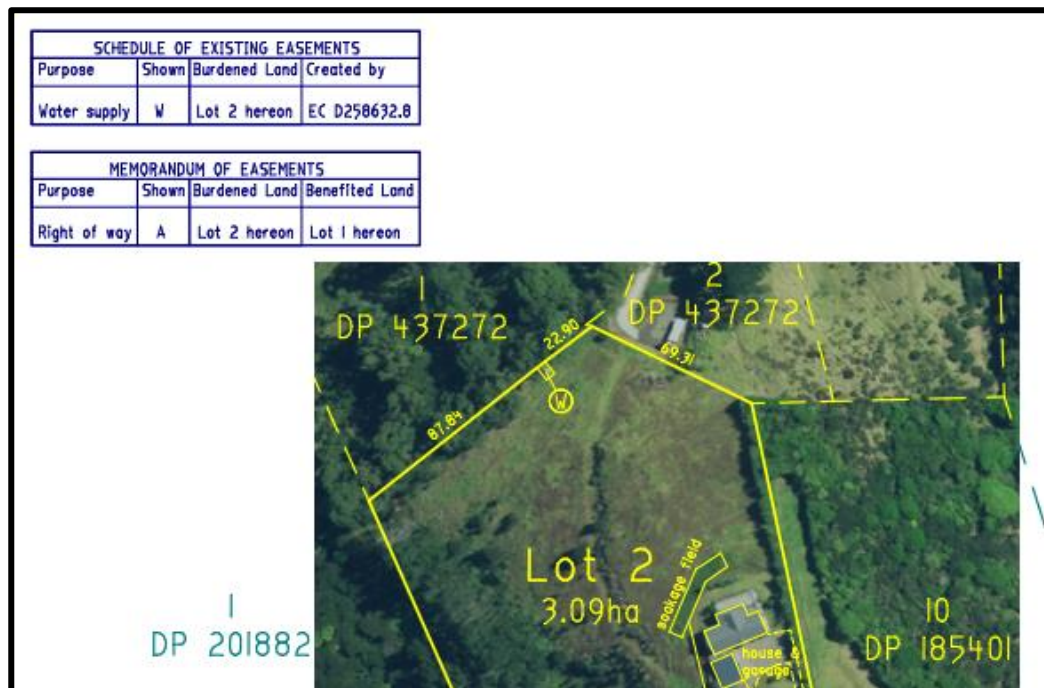 SCHEDULE OF EXISTING EASEMENTS
Purpose Shown Burdened Land Created by
Water supply W Lot 2 hereon EC D258632.8
MEMORANDUM OF EASEMENTS
Purpose Shown Burdened Land Benefited Land
Right of way A Lot 2 hereon Lot 1 hereon
1
DP 437272
2
DP 437272
22.90
69.31
87.84
W
Lot 2
3.09ha
soakage field
house &
garage
1
DP 201882
10
DP 185401